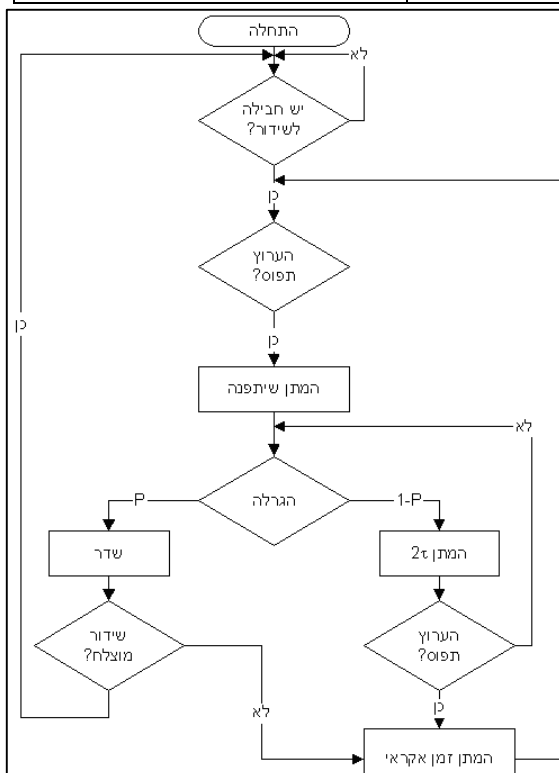 התחלה
לא
יש חבילה
לשידור?
כן
הערוץ
תפוס?
כן
כן
המתן שיתפנה
לא
הגרלה
P
1-P
שדר
המתן 2τ
שידור
מוצלח?
הערוץ
תפוס?
כן
לא
המתן זמן אקראי